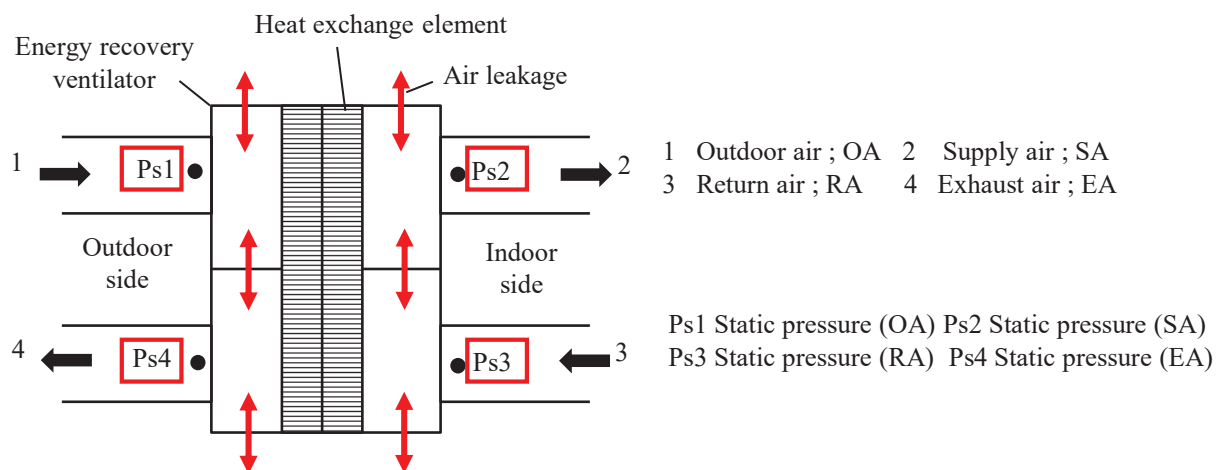 Heat exchange element
Energy recovery
ventilator
Air leakage
1
Ps1
Ps2
2
1 Outdoor air ; OA 2 Supply air ; SA
3 Return air ; RA 4 Exhaust air ; EA
Outdoor
side
Indoor
side
Ps1 Static pressure (OA) Ps2 Static pressure (SA)
Ps3 Static pressure (RA) Ps4 Static pressure (EA)
4
Ps4
Ps3
3